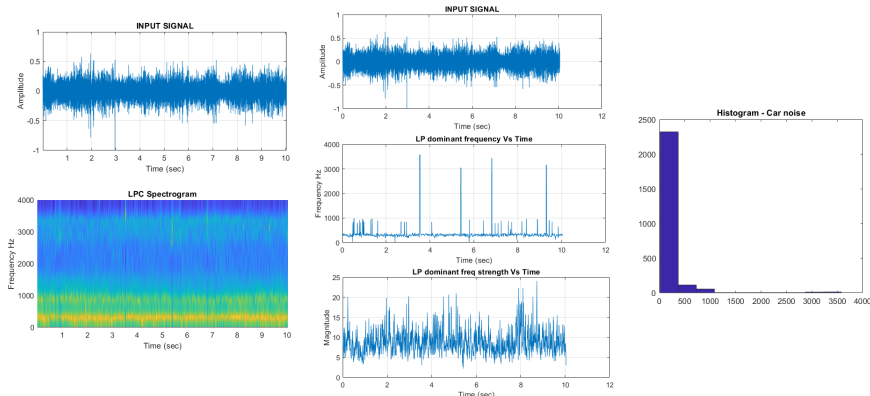 INPUT SIGNAL
1
0.5
0
0.5
-1
Amplitude
1 2 3 4 5 6 7 8 9 10
Time (sec)
LPC Spectrogram
4000
3000
2000
1000
0
Frequency Hz
1 2 3 4 5 6 7 8 9 10
Time (sec)
INPUT SIGNAL
1
0.5
0
0.5
1
Amplitude
0 2 4 6 8 10 12
Time (sec)
LP dominant frequency Vs Time
4000
3000
2000
1000
0
Frequency Hz
0 2 4 6 8 10 12
Time (sec)
LP dominant freq strength Vs Time
25
20
15
10
5
0
Magnitude
0 2 4 6 8 10 12
Time (sec)
Histogram - Car noise
2500
2000
1500
1000
500
0
0 500 1000 1500 2000 2500 3000 3500 4000